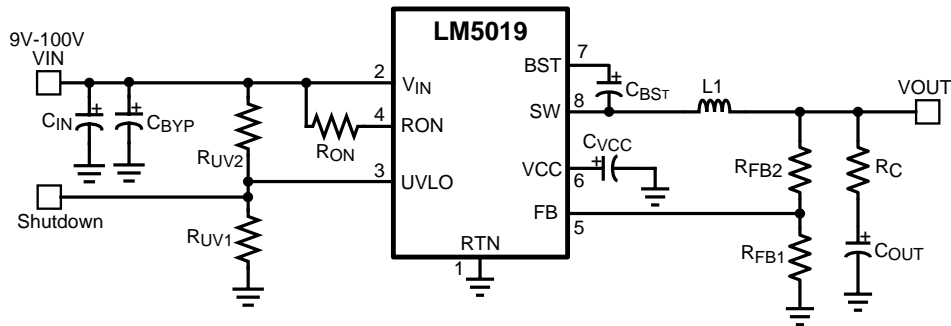 9V-100V
VIN
LM5019
7
BST
2
VIN
CIN
CBYP
CBST
L1
VOUT
8
SW
4
RON
RON
CVCC
RUV2
RFB2
RC
3
UVLO
VCC
6
Shutdown
FB
5
RUV1
RTN
1
RFB1
COUT